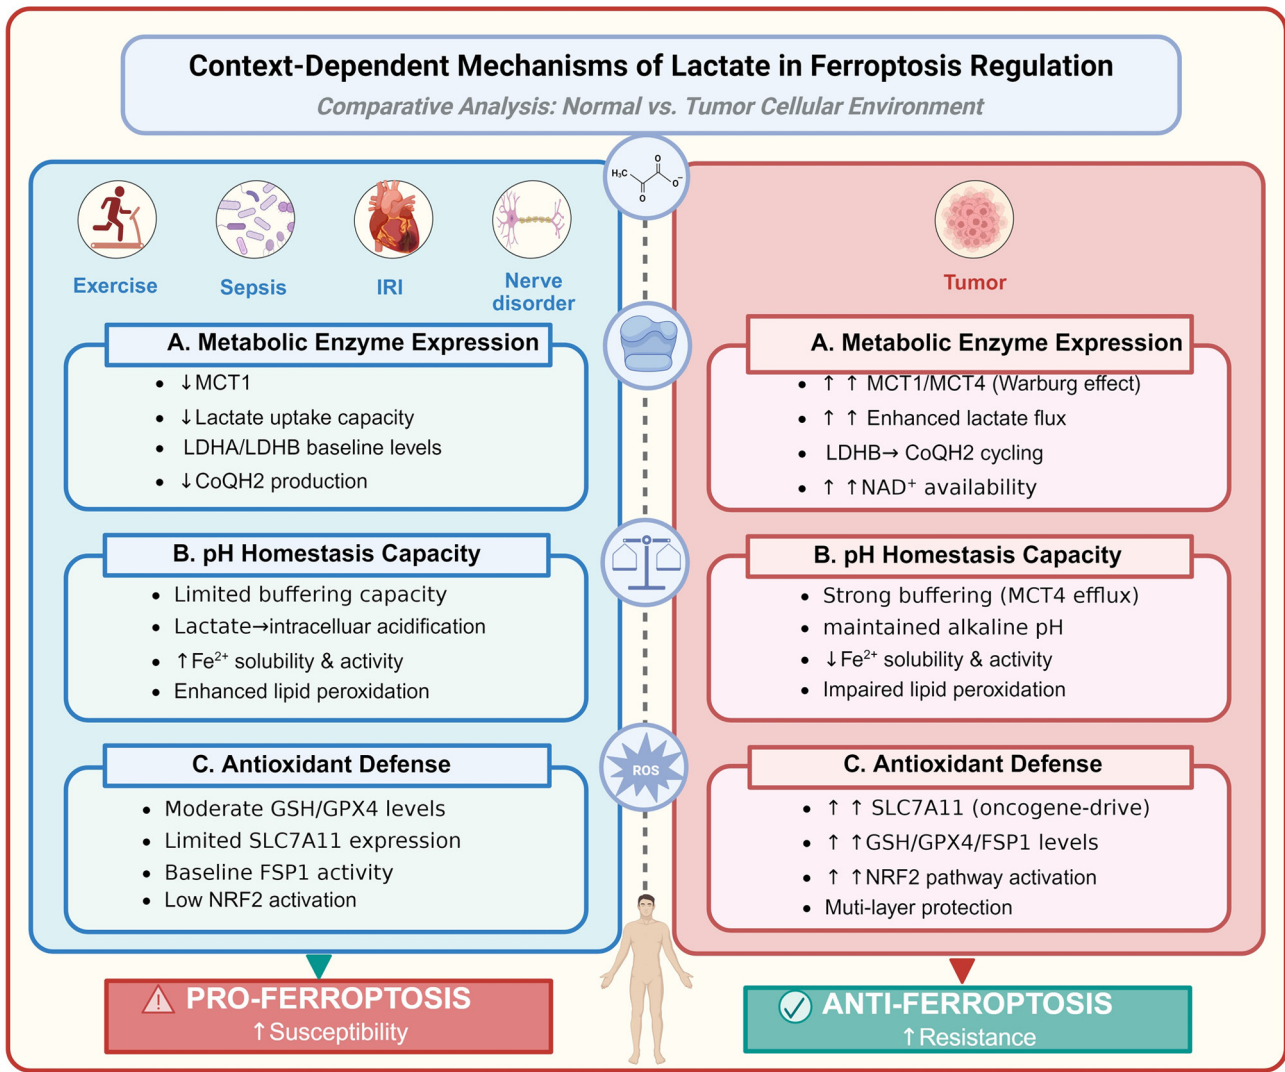 Context-Dependent Mechanisms of Lactate in Ferroptosis Regulation
Comparative Analysis: Normal vs. Tumor Cellular Environment
H₃C
O
O
O⁻
Exercise
Sepsis
IRI
Nerve
disorder
A. Metabolic Enzyme Expression
• ↓MCT1
• ↓Lactate uptake capacity
• LDHA/LDHB baseline levels
• ↓CoQH2 production
B. pH Homestasis Capacity
• Limited buffering capacity
• Lactate→intracelluar acidification
• ↑Fe²⁺ solubility & activity
• Enhanced lipid peroxidation
C. Antioxidant Defense
• Moderate GSH/GPX4 levels
• Limited SLC7A11 expression
• Baseline FSP1 activity
• Low NRF2 activation
PRO-FERROPTOSIS
↑Susceptibility
ROS
Tumor
A. Metabolic Enzyme Expression
• ↑ ↑ MCT1/MCT4 (Warburg effect)
• ↑ ↑ Enhanced lactate flux
• LDHB→ CoQH2 cycling
• ↑ ↑NAD⁺ availability
B. pH Homestasis Capacity
• Strong buffering (MCT4 efflux)
• maintained alkaline pH
• ↓Fe²⁺ solubility & activity
• Impaired lipid peroxidation
C. Antioxidant Defense
• ↑ ↑ SLC7A11 (oncogene-drive)
• ↑ ↑GSH/GPX4/FSP1 levels
• ↑ ↑NRF2 pathway activation
• Muti-layer protection
ANTI-FERROPTOSIS
↑Resistance